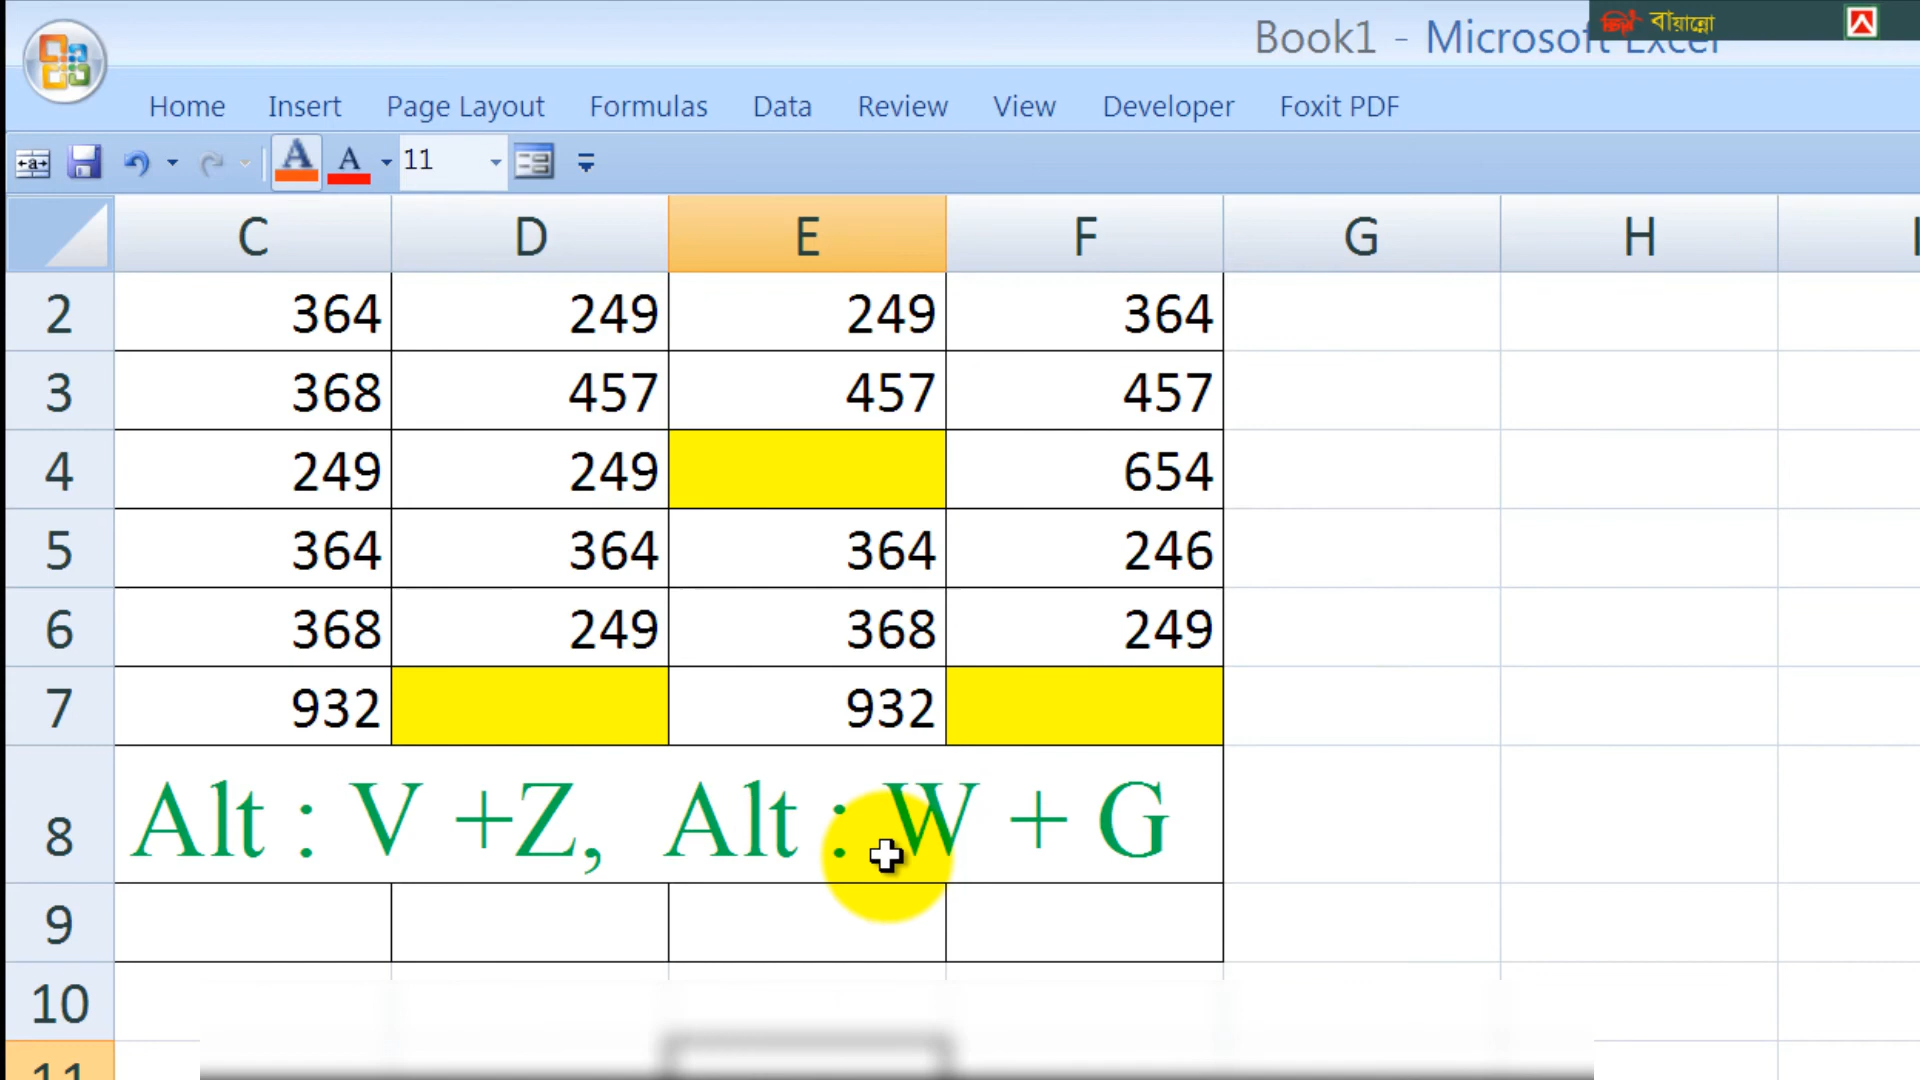 বায়ান্নো
Book1 - Microsoft Excel
Home Insert Page Layout Formulas Data Review View Developer Foxit PDF
A A 11
C D E F G H I
2 364 249 249 364
3 368 457 457 457
4 249 249 654
5 364 364 364 246
6 368 249 368 249
7 932 932
8 Alt : V +Z, Alt : W + G
9
10
11